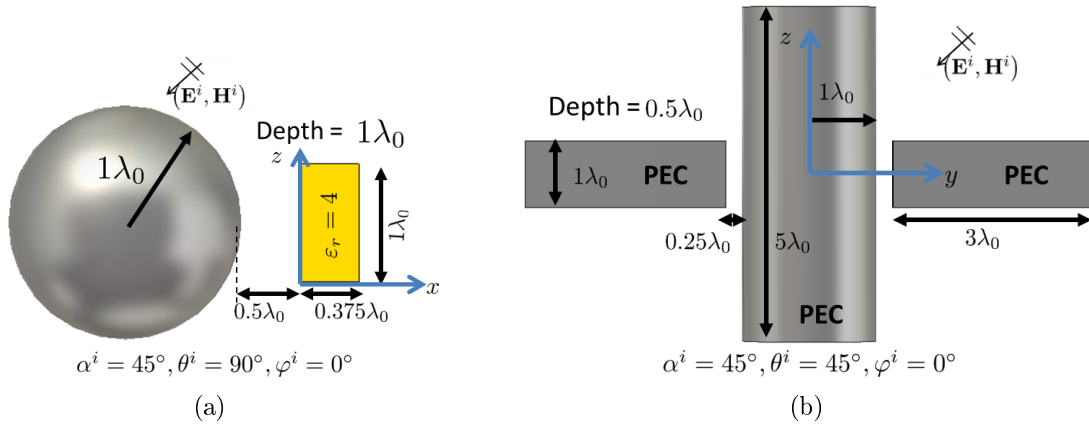 (E^i, H^i)
1λ₀
Depth = 1λ₀
z
ε_r = 4
1λ₀
x
0.5λ₀
0.375λ₀
α^i = 45°, θ^i = 90°, φ^i = 0°
(a)
z
(E^i, H^i)
1λ₀
Depth = 0.5λ₀
1λ₀
PEC
y
PEC
0.25λ₀
5λ₀
3λ₀
PEC
α^i = 45°, θ^i = 45°, φ^i = 0°
(b)